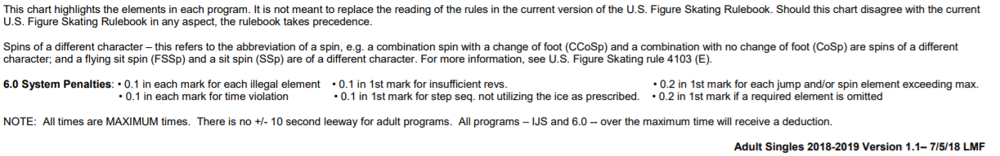 This chart highlights the elements in each program. It is not meant to replace the reading of the rules in the current version of the U.S. Figure Skating Rulebook. Should this chart disagree with the current
U.S. Figure Skating Rulebook in any aspect, the rulebook takes precedence.
Spins of a different character – this refers to the abbreviation of a spin, e.g. a combination spin with a change of foot (CCoSp) and a combination with no change of foot (CoSp) are spins of a different
character; and a flying sit spin (FSSp) and a sit spin (SSp) are of a different character. For more information, see U.S. Figure Skating rule 4103 (E).
6.0 System Penalties: • 0.1 in each mark for each illegal element • 0.1 in 1st mark for insufficient revs. • 0.2 in 1st mark for each jump and/or spin element exceeding max.
• 0.1 in each mark for time violation • 0.1 in 1st mark for step seq. not utilizing the ice as prescribed. • 0.2 in 1st mark if a required element is omitted
NOTE: All times are MAXIMUM times. There is no +/- 10 second leeway for adult programs. All programs – IJS and 6.0 -- over the maximum time will receive a deduction.
Adult Singles 2018-2019 Version 1.1– 7/5/18 LMF